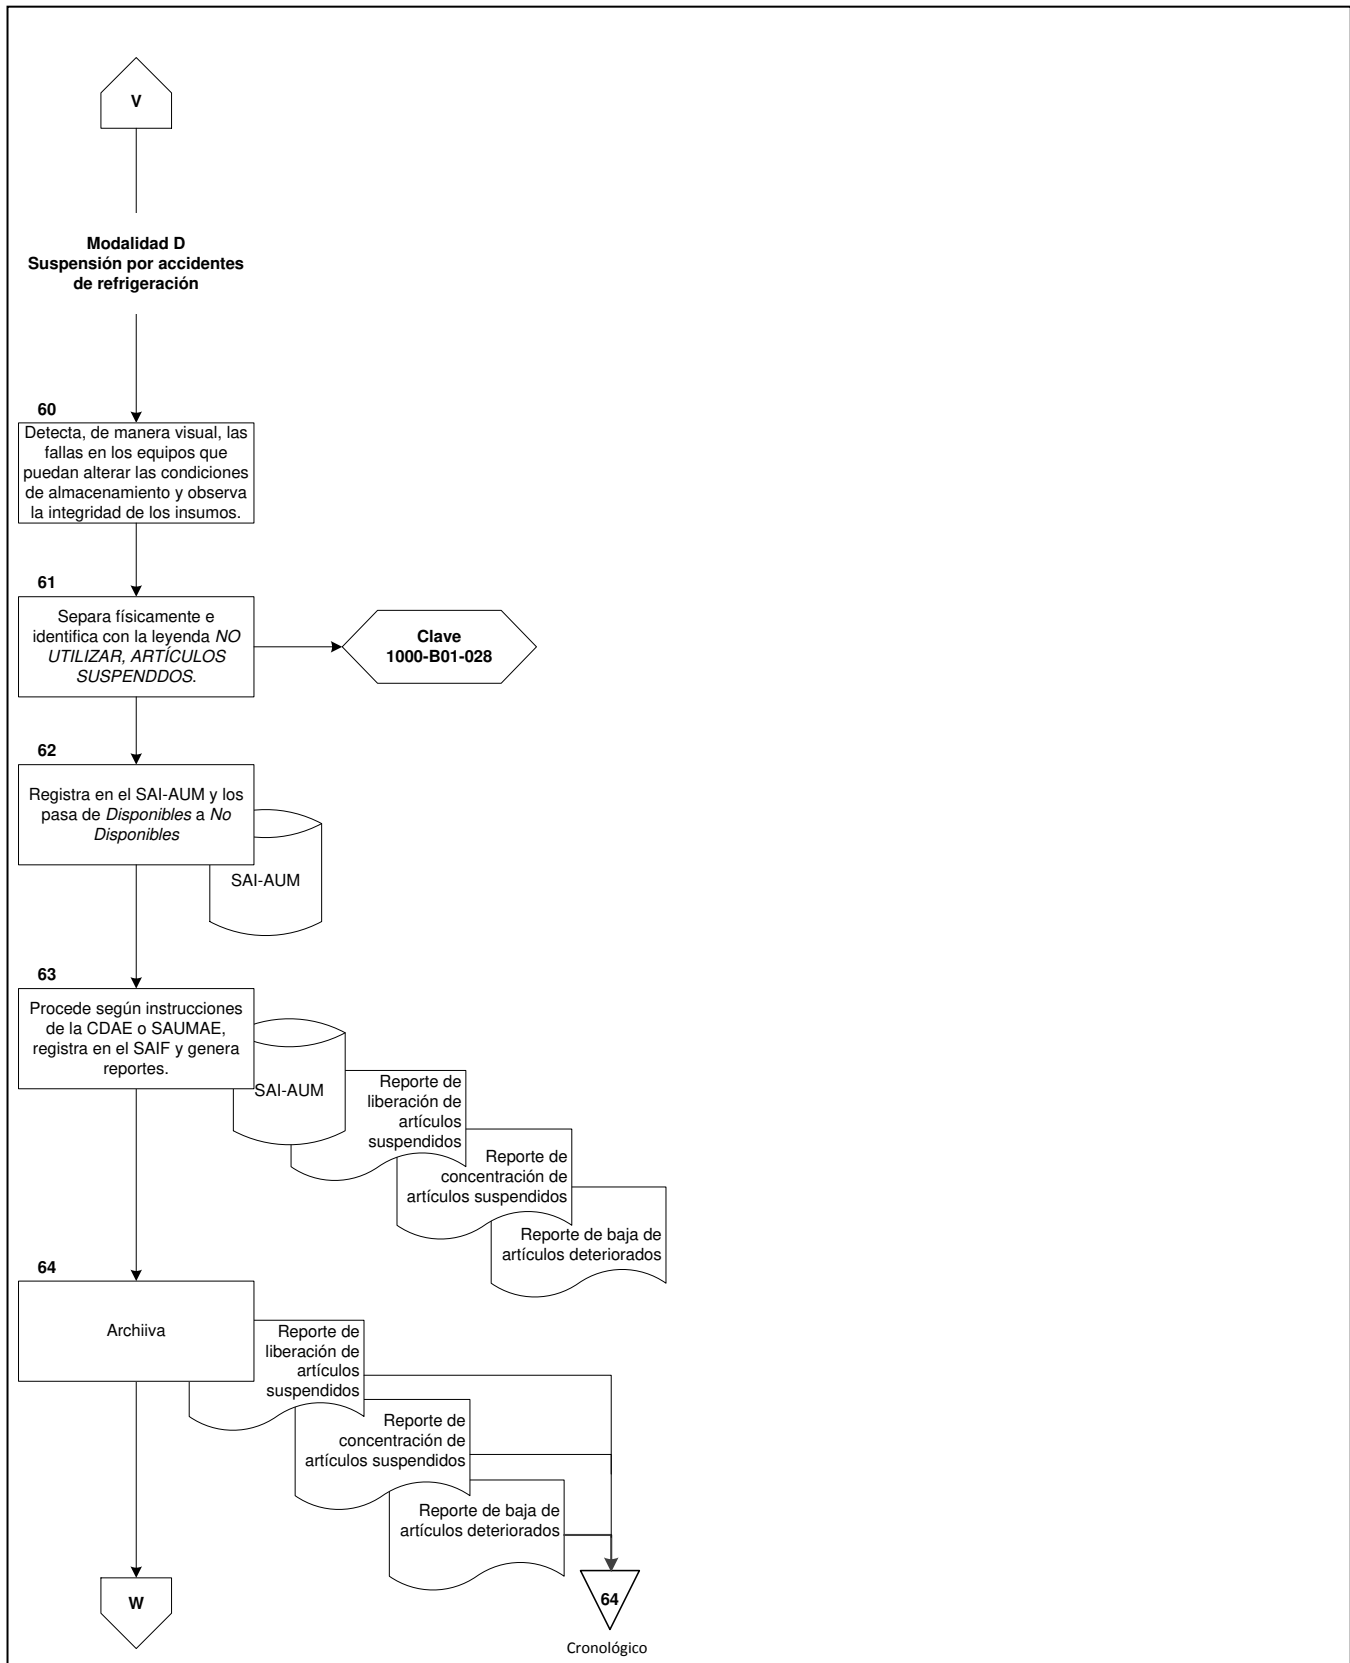 V
Modalidad D
Suspensión por accidentes
de refrigeración
60
Detecta, de manera visual, las
fallas en los equipos que
puedan alterar las condiciones
de almacenamiento y observa
la integridad de los insumos.
61
Separa físicamente e
identifica con la leyenda NO
UTILIZAR, ARTÍCULOS
SUSPENDDOS.
Clave
1000-B01-028
62
Registra en el SAI-AUM y los
pasa de Disponibles a No
Disponibles
SAI-AUM
63
Procede según instrucciones
de la CDAE o SAUMAE,
registra en el SAIF y genera
reportes.
SAI-AUM
Reporte de
liberación de
artículos
suspendidos
Reporte de
concentración de
artículos suspendidos
Reporte de baja de
artículos deteriorados
64
Archiiva
Reporte de
liberación de
artículos
suspendidos
Reporte de
concentración de
artículos suspendidos
Reporte de baja de
artículos deteriorados
64
Cronológico
W